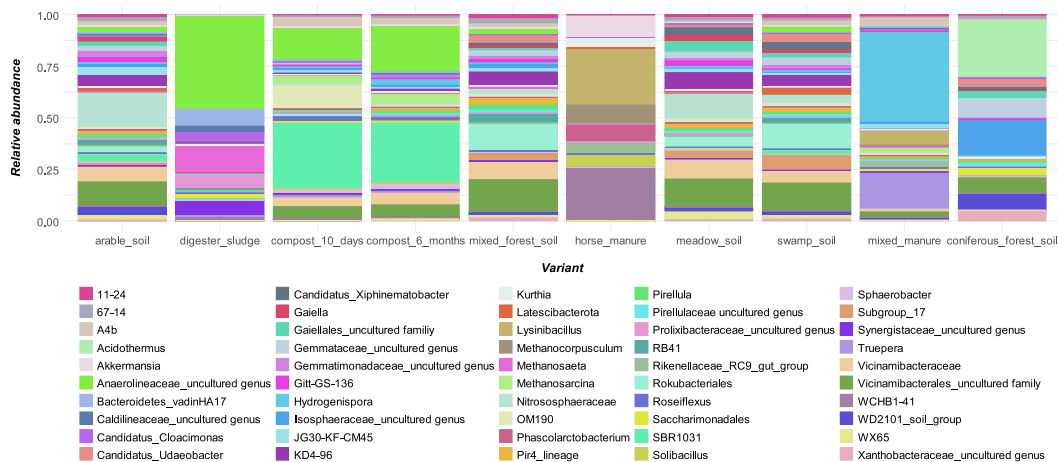 1.00
0.75
0.50
0.25
0.00
Relative abundance
arable_soil digester_sludge compost_10_days compost_6_months mixed_forest_soil horse_manure meadow_soil swamp_soil mixed_manure coniferous_forest_soil
Variant
11-24
67-14
A4b
Acidothermus
Akkermansia
Anaerolineaceae_uncultured genus
Bacteroidetes_vadinHA17
Caldilineaceae_uncultured genus
Candidatus_Cloacimonas
Candidatus_Udaeobacter
Candidatus_Xiphinematobacter
Gaiella
Gaiellales_uncultured familiy
Gemmataceae_uncultured genus
Gemmatimonadaceae_uncultured genus
Gitt-GS-136
Hydrogenispora
Isosphaeraceae_uncultured genus
JG30-KF-CM45
KD4-96
Kurthia
Latescibacterota
Lysinibacillus
Methanocorpusculum
Methanosaeta
Methanosarcina
Nitrososphaeraceae
OM190
Phascolarctobacterium
Pir4_lineage
Pirellula
Pirellulaceae uncultured genus
Prolixibacteraceae_uncultured genus
RB41
Rikenellaceae_RC9_gut_group
Rokubacteriales
Roseiflexus
Saccharimonadales
SBR1031
Solibacillus
Sphaerobacter
Subgroup_17
Synergistaceae_uncultured genus
Truepera
Vicinamibacteraceae
Vicinamibacterales_uncultured family
WCHB1-41
WD2101_soil_group
WX65
Xanthobacteraceae_uncultured genus